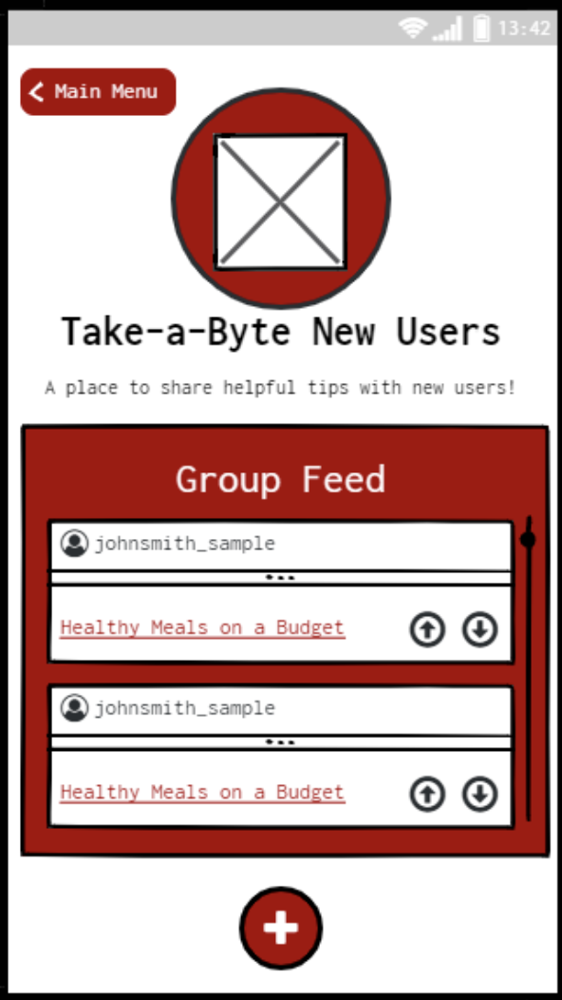 13:42
Main Menu
Take-a-Byte New Users
A place to share helpful tips with new users!
Group Feed
johnsmith_sample
Healthy Meals on a Budget
johnsmith_sample
Healthy Meals on a Budget